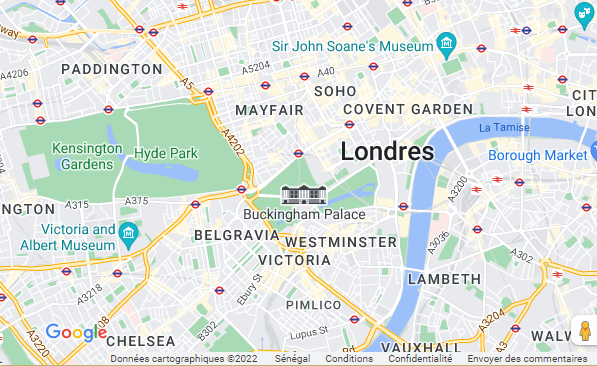 Sir John Soane's Museum
A4206
PADDINGTON
A5204
A40
SOHO
A5
MAYFAIR
COVENT GARDEN
CIT
LON
A4202
Kensington
Gardens
Hyde Park
La Tamise
Londres
Borough Market
A3200
A315
A315
NGTON
Buckingham Palace
Victoria and
Albert Museum
BELGRAVIA
WESTMINSTER
A3036
A302
VICTORIA
Ebury St
LAMBETH
A3218
PIMLICO
A3204
B302
Lupus St
Google
CHELSEA
VAUXHALL
WALW
A3220
Données cartographiques ©2022
Sénégal
Conditions
Confidentialité
Envoyer des commentaires